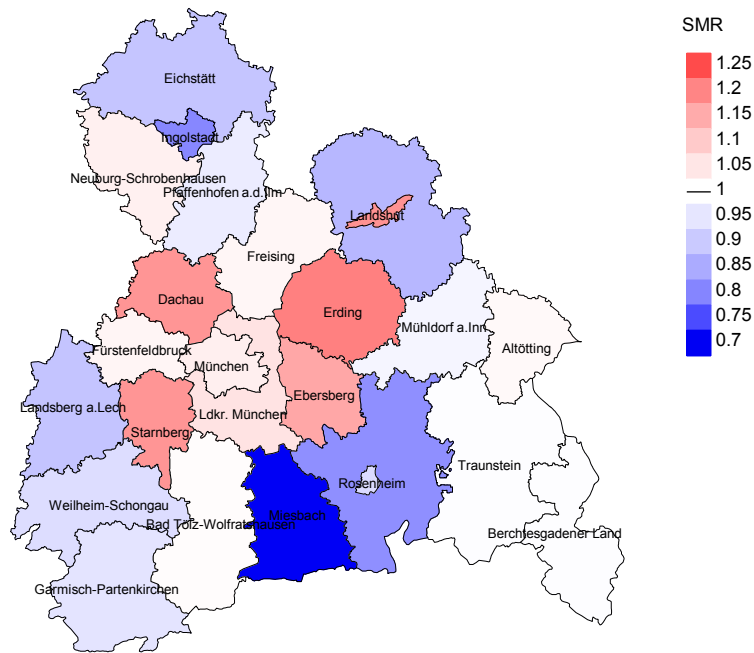 SMR
1.25
1.2
1.15
1.1
1.05
1
0.95
0.9
0.85
0.8
0.75
0.7
Eichstätt
Ingolstadt
Neuburg-Schrobenhausen
Pfaffenhofen a.d.Ilm
Landshut
Freising
Dachau
Erding
Mühldorf a.Inn
Altötting
Fürstenfeldbruck
München
Ebersberg
Landsberg a.Lech
Ldkr. München
Starnberg
Traunstein
Rosenheim
Weilheim-Schongau
Miesbach
Bad Tölz-Wolfratshausen
Berchtesgadener Land
Garmisch-Partenkirchen